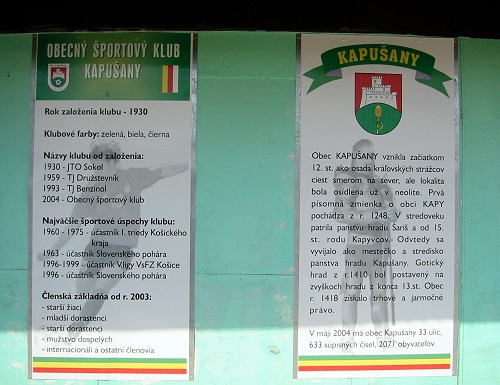 OBECNÝ ŠPORTOVÝ KLUB
KAPUŠANY
Rok založenia klubu - 1930
Klubové farby: zelená, biela, čierna
Názvy klubov od založenia:
1930 - JTO Sokol
1959 - TJ Družstevník
1993 - TJ Benzinol
2004 - Obecný športový klub
Najväčšie športové úspechy klubu:
1960 - 1975 - účastník I. triedy Košického
kraja
1963 - účastník Slovenského pohára
1996-1999 - účastník V.ligy VsFZ Košice
1996 - účastník Slovenského pohára
Členská základňa od r. 2003:
- starší žiaci
- mladší dorastenci
- starší dorastenci
- mužstvo dospelých
- internacionáli a ostatní členovia
KAPUŠANY
Obec KAPUŠANY vznikla začiatkom
12. st. ako osada kráľovských strážcov
ciest smerom na sever, ale lokalita
bola osídlená už v neolite. Prvá
písomná zmienka o obci KAPY
pochádza z r. 1248. V stredoveku
patrila panstvu hradu Šariš a od 15.
st. rodu Kapyvcov. Odvtedy sa
vyvíjalo ako mestečko a stredisko
panstva hradu Kapušany. Gotický
hrad z r.1410 bol postavený na
zvyškoch hradu z konca 13.st. Obec
r. 1418 získalo trhové a jarmočné
právo.
V máji 2004 má obec Kapušany 33 ulíc,
633 súpisných čísel, 2071 obyvateľov.